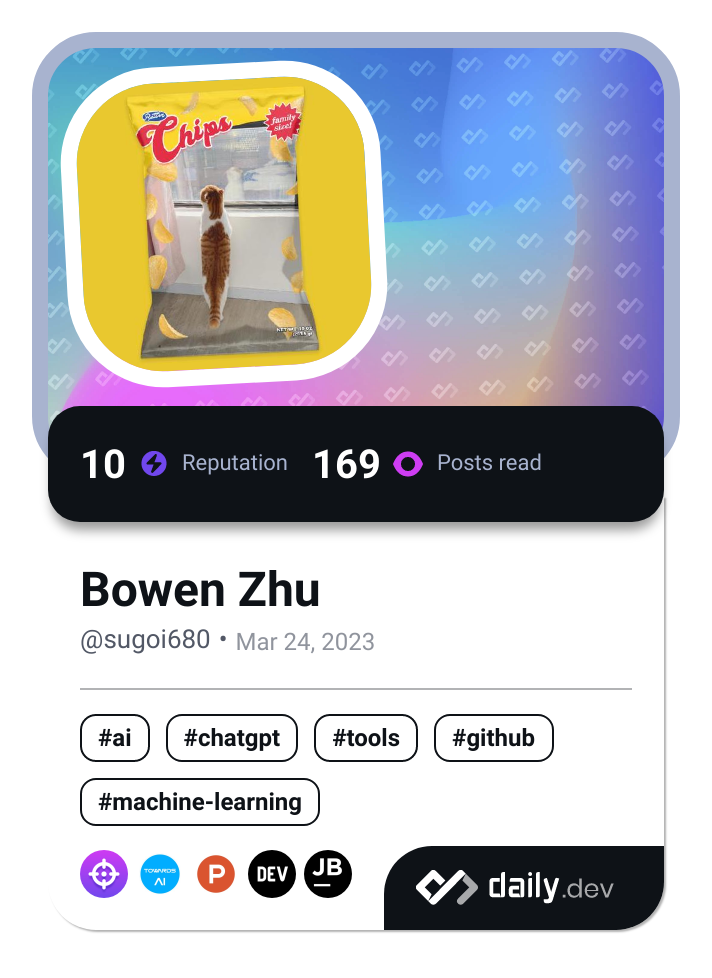 Chips
family
size!
10 Reputation 169 Posts read
Bowen Zhu
@sugoi680 • Mar 24, 2023
#ai #chatgpt #tools #github
#machine-learning
TOWARDS
AI
P
DEV
JB
daily.dev